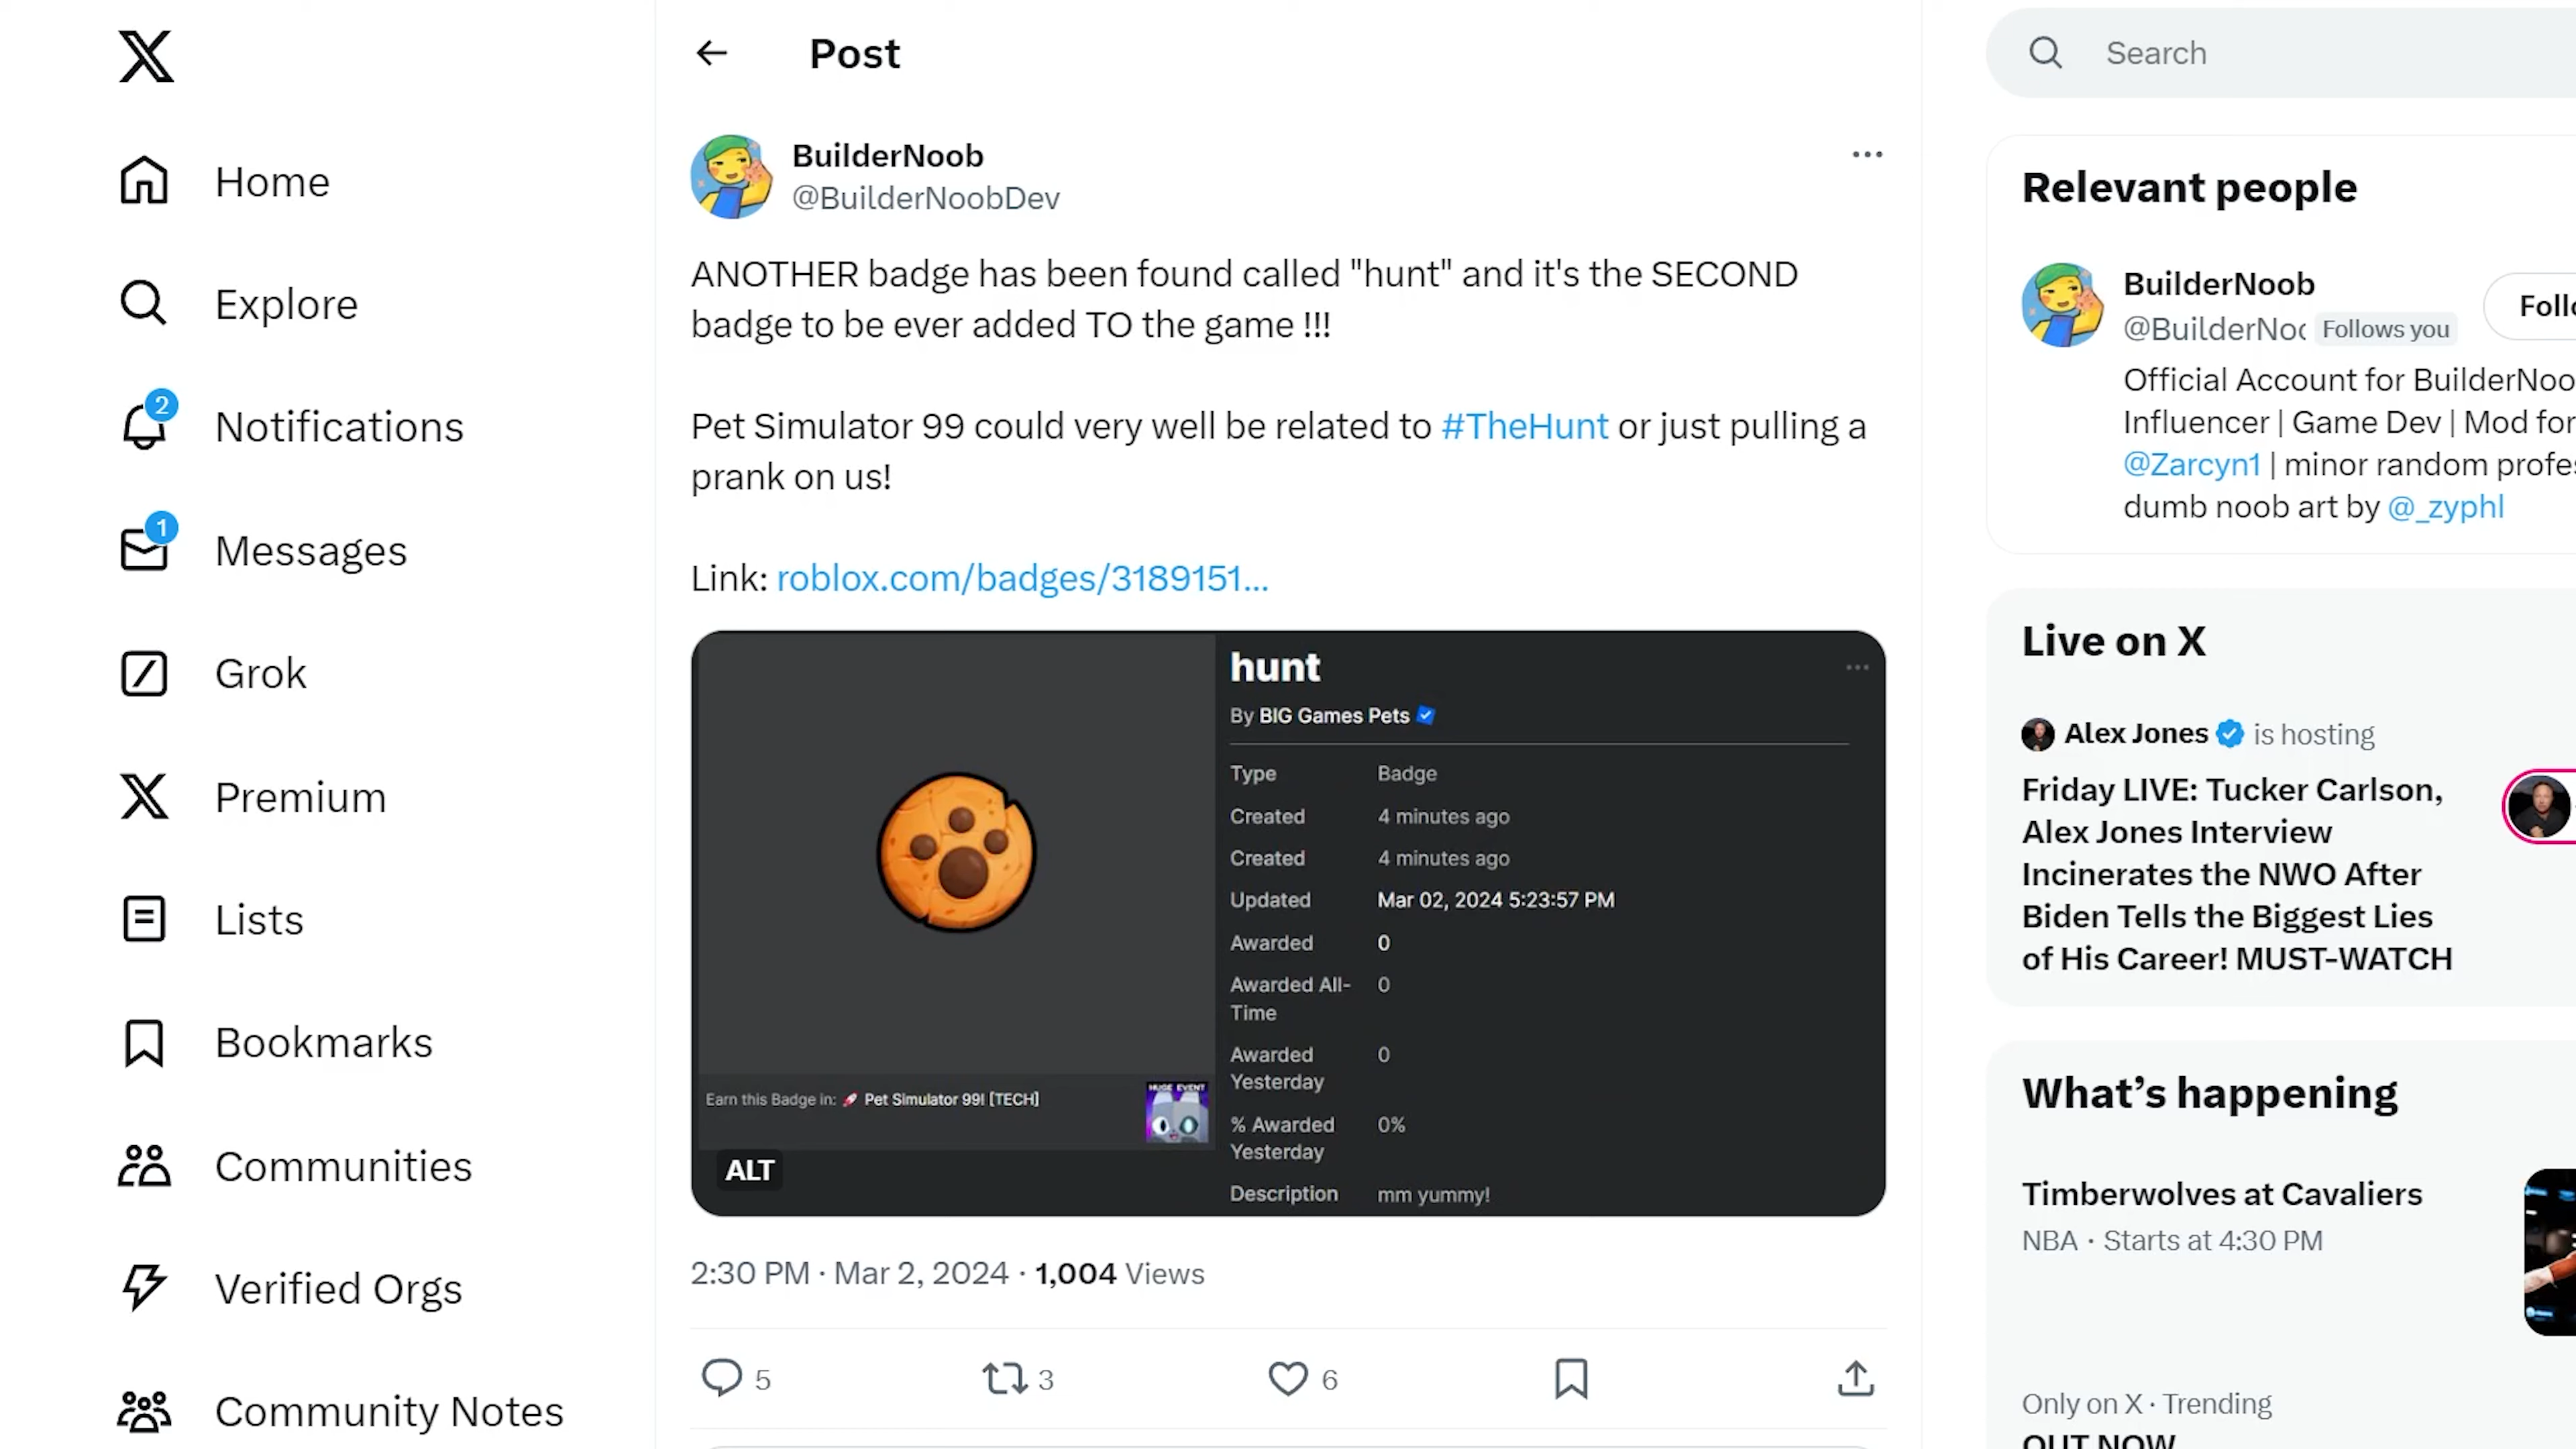 Home
Explore
2
Notifications
1
Messages
Grok
Premium
Lists
Bookmarks
Communities
Verified Orgs
Community Notes
Post
BuilderNoob
@BuilderNoobDev
ANOTHER badge has been found called "hunt" and it's the SECOND
badge to be ever added TO the game !!!
Pet Simulator 99 could very well be related to #TheHunt or just pulling a
prank on us!
Link: roblox.com/badges/3189151...
hunt
By BIG Games Pets
Type Badge
Created 4 minutes ago
Created 4 minutes ago
Updated Mar 02, 2024 5:23:57 PM
Awarded 0
Awarded All-
Time 0
Awarded
Yesterday 0
% Awarded
Yesterday 0%
Description mm yummy!
Earn this Badge in: 🚀 Pet Simulator 99! [TECH]
HUGE EVENT
ALT
2:30 PM · Mar 2, 2024 · 1,004 Views
5
3
6
Search
Relevant people
BuilderNoob
@BuilderNoc Follows you
Follo
Official Account for BuilderNoo
Influencer | Game Dev | Mod for
@Zarcyn1 | minor random profes
dumb noob art by @_zyphl
Live on X
Alex Jones is hosting
Friday LIVE: Tucker Carlson,
Alex Jones Interview
Incinerates the NWO After
Biden Tells the Biggest Lies
of His Career! MUST-WATCH
What's happening
Timberwolves at Cavaliers
NBA · Starts at 4:30 PM
Only on X · Trending
OUT NOW